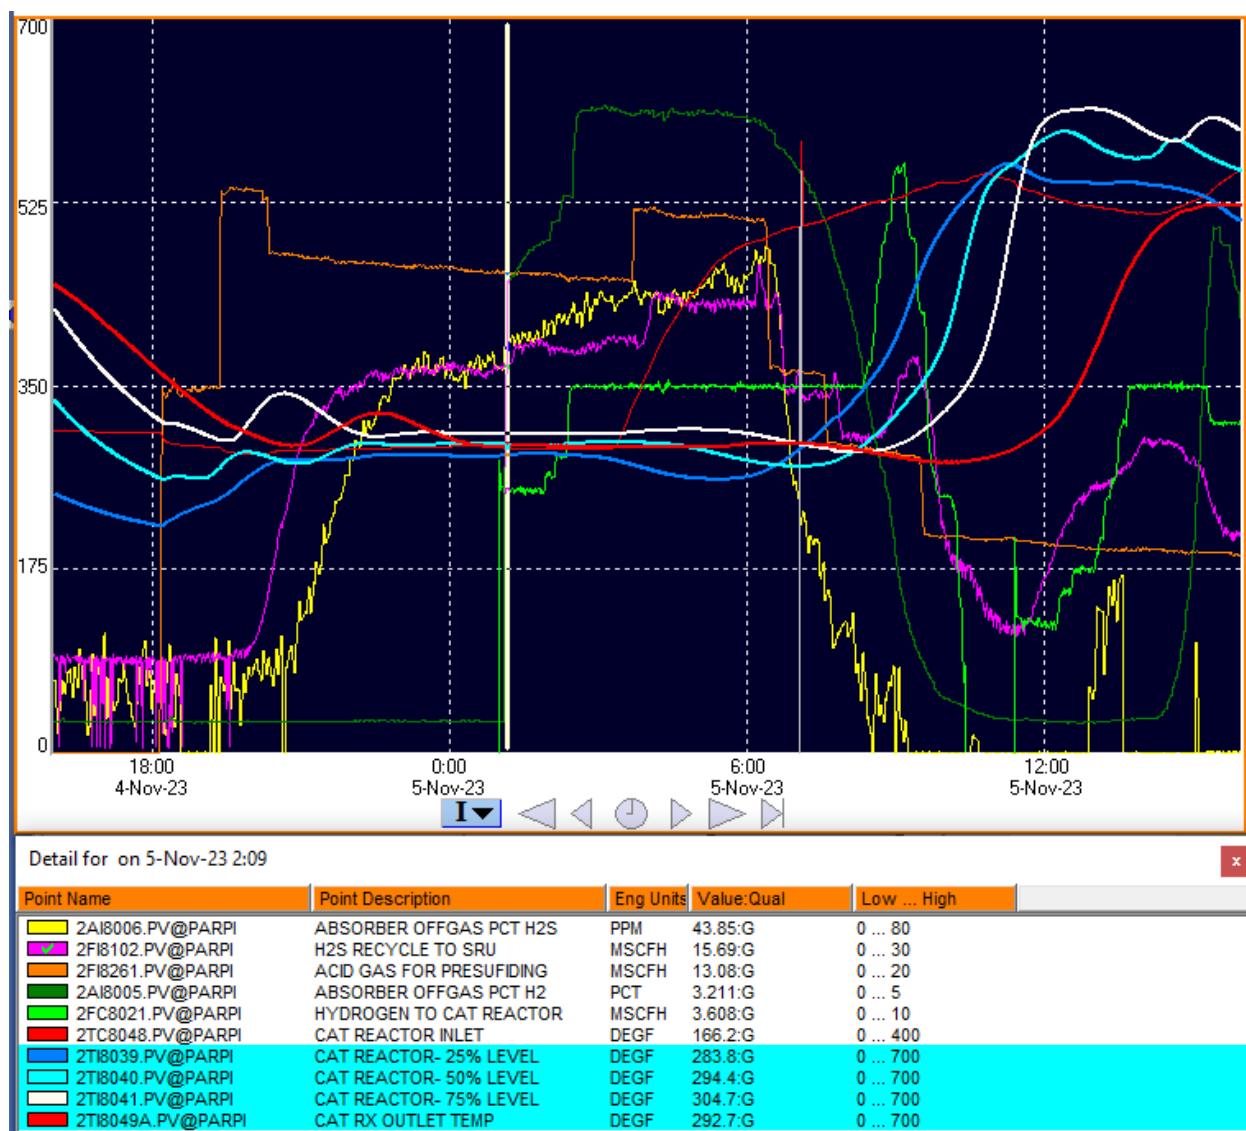 700
525
350
175
0
18:00 0:00 6:00 12:00
4-Nov-23 5-Nov-23 5-Nov-23 5-Nov-23
I
Detail for on 5-Nov-23 2:09
x
Point Name Point Description Eng Units Value:Qual Low ... High
2AI8006.PV@PARPI ABSORBER OFFGAS PCT H2S PPM 43.85:G 0 ... 80
2FI8102.PV@PARPI H2S RECYCLE TO SRU MSCFH 15.69:G 0 ... 30
2FI8261.PV@PARPI ACID GAS FOR PRESUFIDING MSCFH 13.08:G 0 ... 20
2AI8005.PV@PARPI ABSORBER OFFGAS PCT H2 PCT 3.211:G 0 ... 5
2FC8021.PV@PARPI HYDROGEN TO CAT REACTOR MSCFH 3.608:G 0 ... 10
2TC8048.PV@PARPI CAT REACTOR INLET DEGF 166.2:G 0 ... 400
2TI8039.PV@PARPI CAT REACTOR- 25% LEVEL DEGF 283.8:G 0 ... 700
2TI8040.PV@PARPI CAT REACTOR- 50% LEVEL DEGF 294.4:G 0 ... 700
2TI8041.PV@PARPI CAT REACTOR- 75% LEVEL DEGF 304.7:G 0 ... 700
2TI8049A.PV@PARPI CAT RX OUTLET TEMP DEGF 292.7:G 0 ... 700